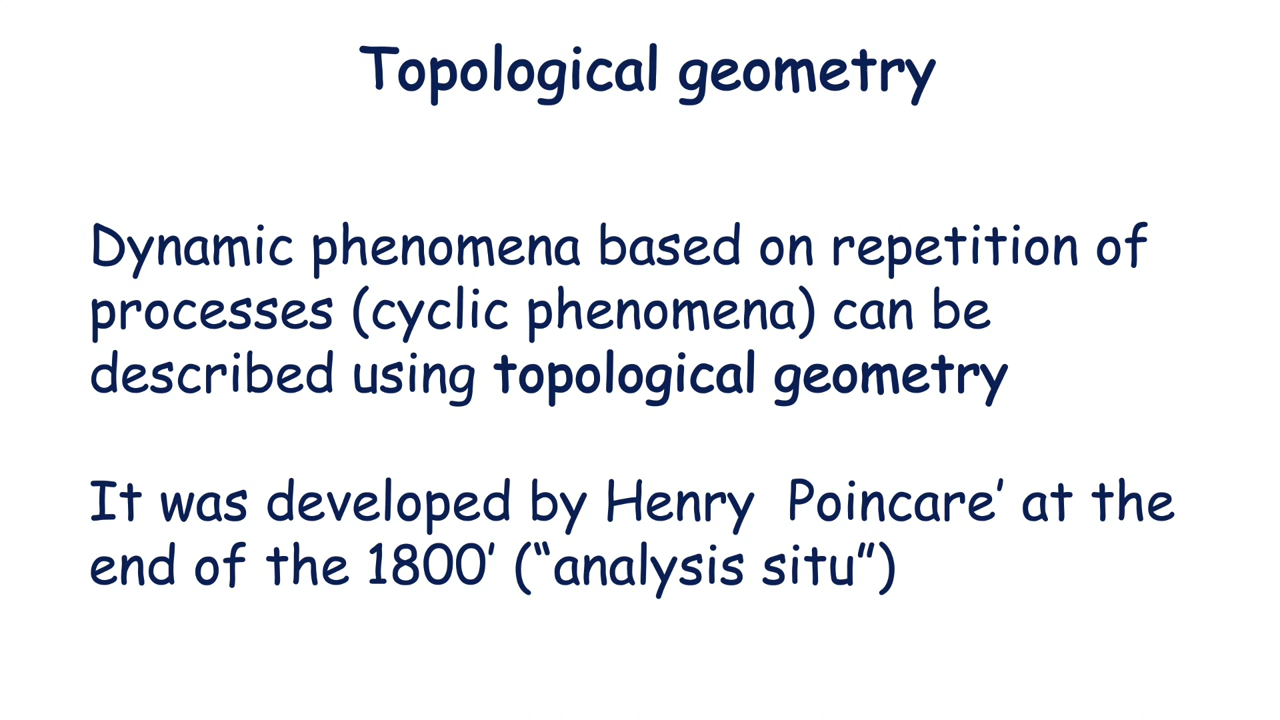 Topological geometry
Dynamic phenomena based on repetition of
processes (cyclic phenomena) can be
described using topological geometry
It was developed by Henry  Poincare’ at the
end of the 1800’ (“analysis situ”)